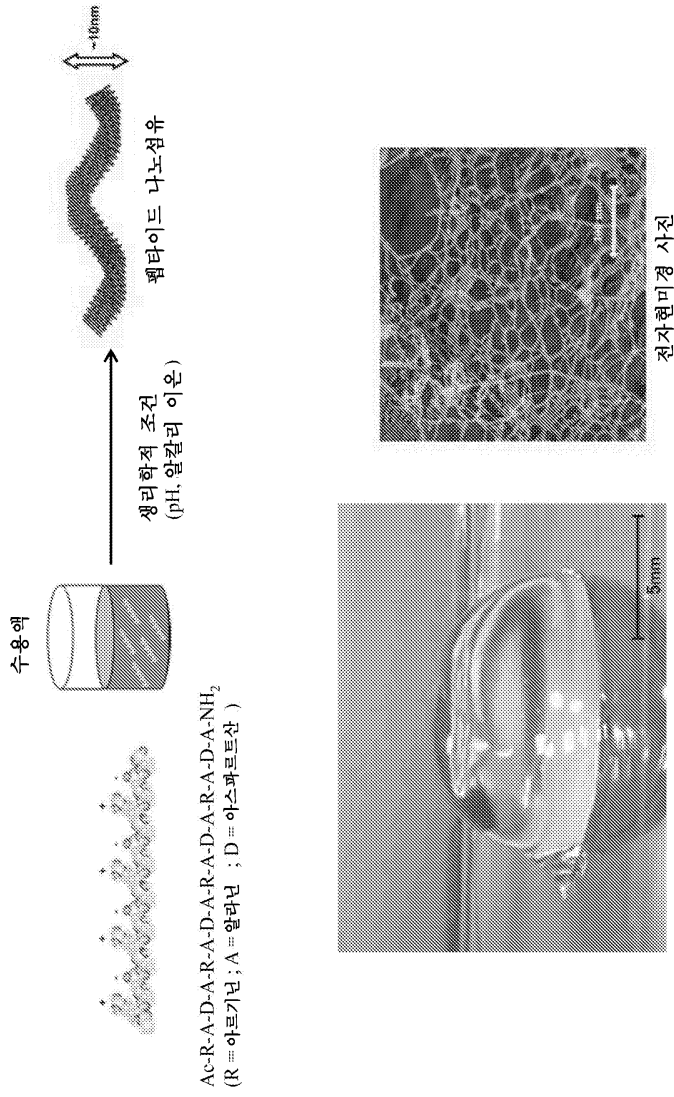 수용액
~10nm
생리학적 조건
(pH, 알칼리 이온)
펩타이드 나노섬유
Ac-R-A-D-A-R-A-D-A-R-A-D-A-R-A-D-A-NH₂
(R = 아르기닌 ; A = 알라닌 ; D = 아스파르트산 )
5mm
전자현미경 사진